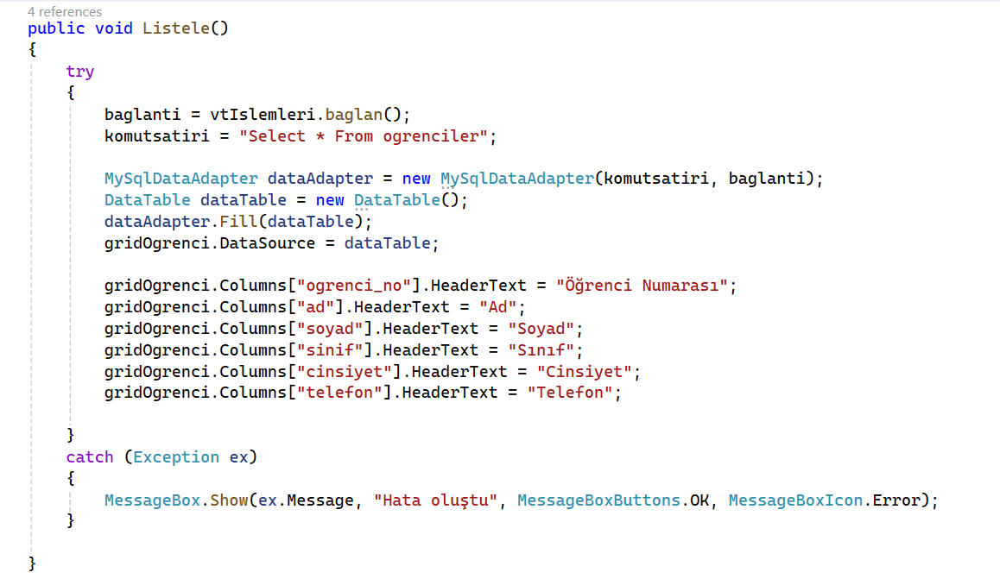 4 references
public void Listele()
{
try
{
baglanti = vtIslemleri.baglan();
komutsatiri = "Select * From ogrenciler";
MySqlDataAdapter dataAdapter = new MySqlDataAdapter(komutsatiri, baglanti);
DataTable dataTable = new DataTable();
dataAdapter.Fill(dataTable);
gridOgrenci.DataSource = dataTable;
gridOgrenci.Columns["ogrenci_no"].HeaderText = "Öğrenci Numarası";
gridOgrenci.Columns["ad"].HeaderText = "Ad";
gridOgrenci.Columns["soyad"].HeaderText = "Soyad";
gridOgrenci.Columns["sinif"].HeaderText = "Sınıf";
gridOgrenci.Columns["cinsiyet"].HeaderText = "Cinsiyet";
gridOgrenci.Columns["telefon"].HeaderText = "Telefon";
}
catch (Exception ex)
{
MessageBox.Show(ex.Message, "Hata oluştu", MessageBoxButtons.OK, MessageBoxIcon.Error);
}
}